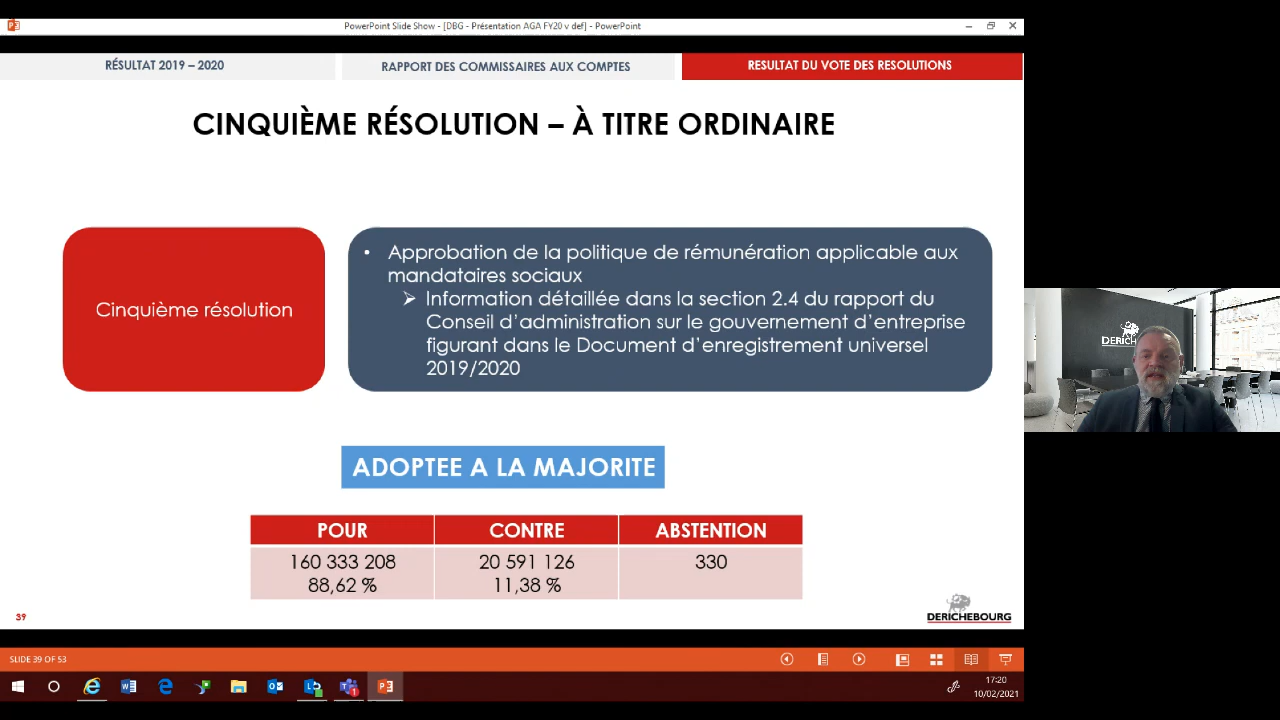 PowerPoint Slide Show - [DBG - Présentation AGA FY20 v def] - PowerPoint
RÉSULTAT 2019 – 2020
RAPPORT DES COMMISSAIRES AUX COMPTES
RESULTAT DU VOTE DES RESOLUTIONS
CINQUIÈME RÉSOLUTION – À TITRE ORDINAIRE
Cinquième résolution
• Approbation de la politique de rémunération applicable aux
mandataires sociaux
➢ Information détaillée dans la section 2.4 du rapport du
Conseil d’administration sur le gouvernement d’entreprise
figurant dans le Document d’enregistrement universel
2019/2020
ADOPTEE A LA MAJORITE
POUR CONTRE ABSTENTION
160 333 208 20 591 126 330
88,62 % 11,38 %
39
DERICHEBOURG
SLIDE 39 OF 53
17:20
10/02/2021